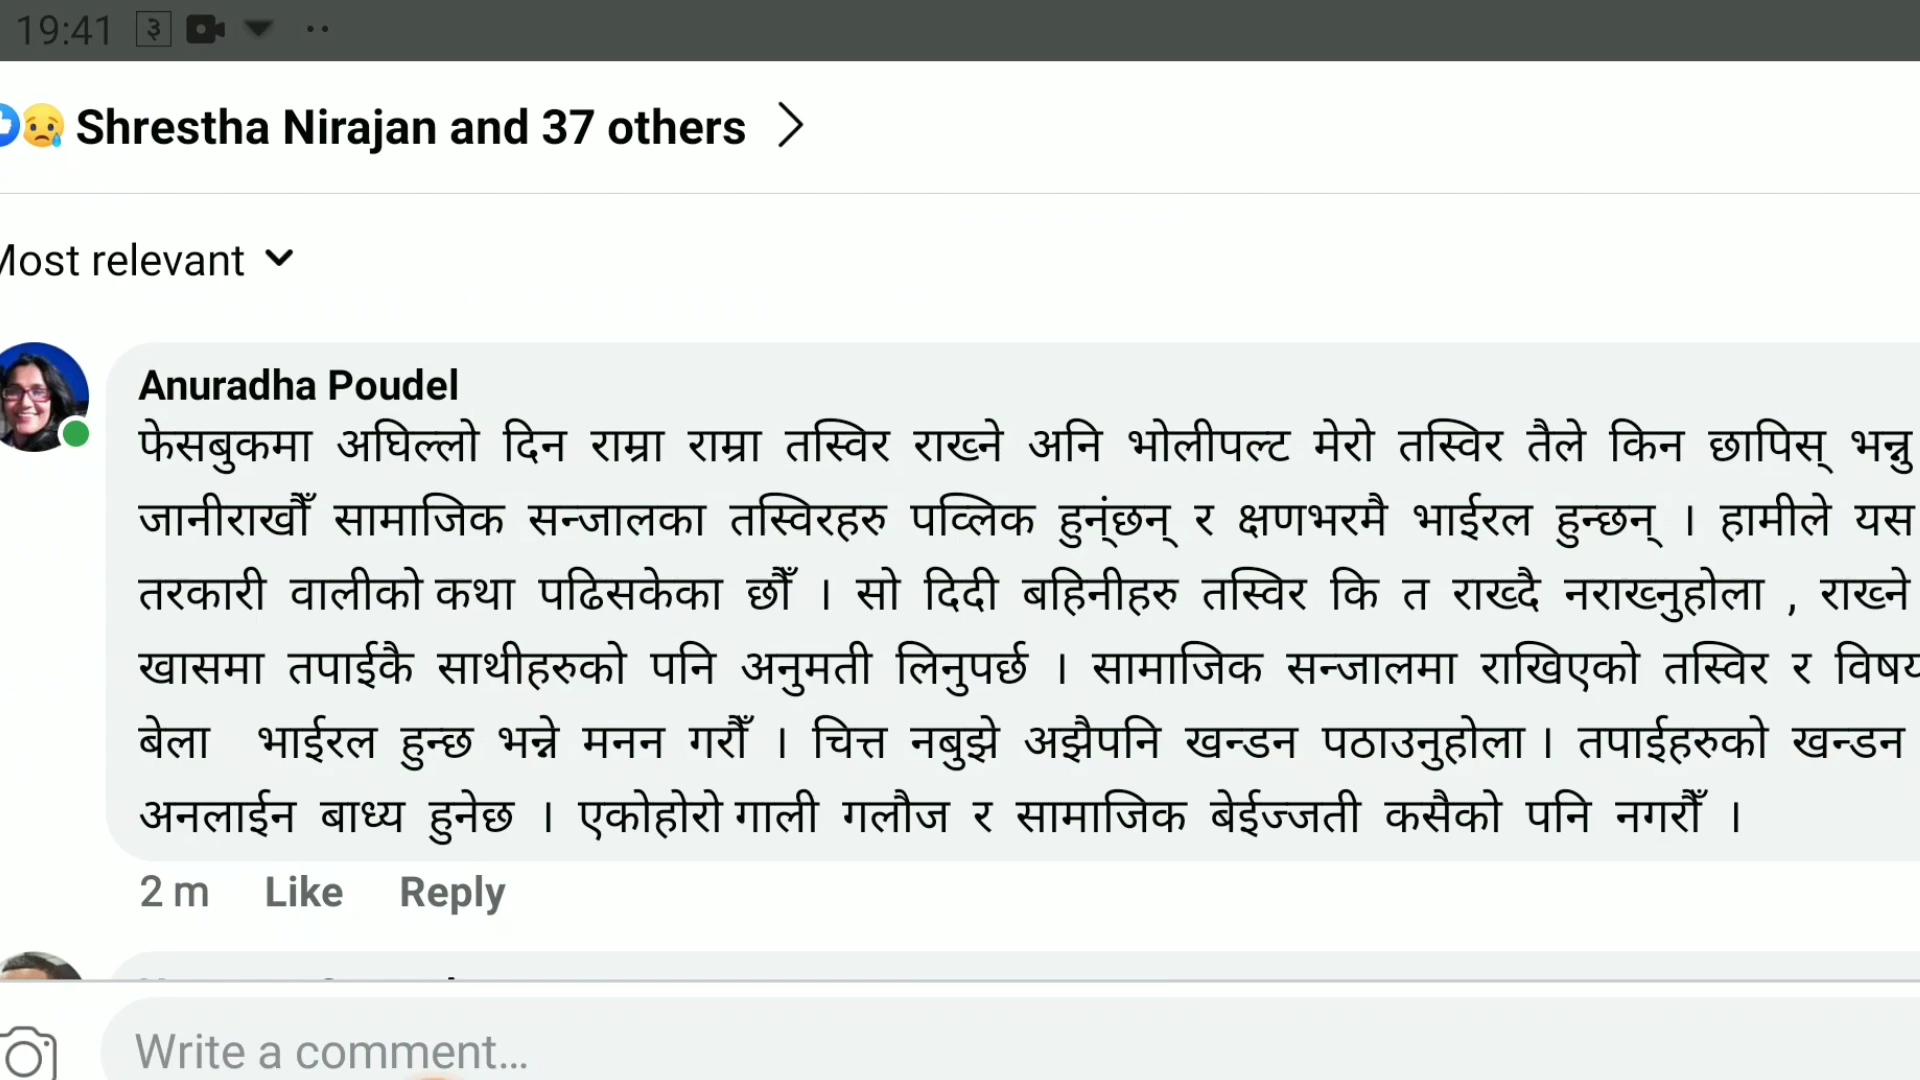 19:41 ३
Shrestha Nirajan and 37 others
Most relevant
Anuradha Poudel
फेसबुकमा अघिल्लो दिन राम्रा राम्रा तस्विर राख्ने अनि भोलीपल्ट मेरो तस्विर तैले किन छापिस् भन्नु
जानीराखौँ सामाजिक सन्जालका तस्विरहरु पव्लिक हुन्ंछन् र क्षणभरमै भाईरल हुन्छन् । हामीले यस
तरकारी वालीको कथा पढिसकेका छौँ । सो दिदी बहिनीहरु तस्विर कि त राख्दै नराख्नुहोला , राख्ने
खासमा तपाईकै साथीहरुको पनि अनुमती लिनुपर्छ । सामाजिक सन्जालमा राखिएको तस्विर र विषय
बेला भाईरल हुन्छ भन्ने मनन गरौँ । चित्त नबुझे अझैपनि खन्डन पठाउनुहोला । तपाईहरुको खन्डन
अनलाईन बाध्य हुनेछ । एकोहोरो गाली गलौज र सामाजिक बेईज्जती कसैको पनि नगरौँ ।
2 m Like Reply
Write a comment...